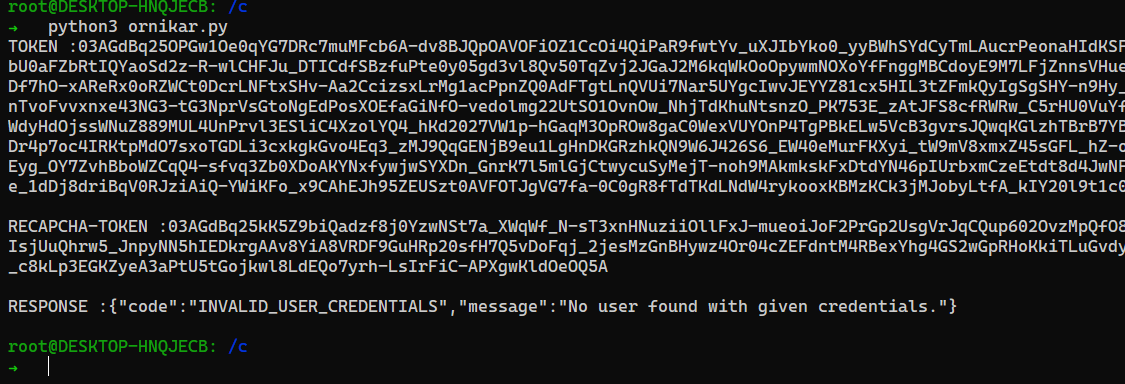 root@DESKTOP-HNQJECB: /c
→ python3 ornikar.py
TOKEN :03AGdBq25OPGw1Oe0qYG7DRc7muMFcb6A-dv8BJQpOAVOFiOZ1CcOi4QiPaR9fwtYv_uXJIbYko0_yyBWhSYdCyTmLAucrPeonaHIdKSF
bU0aFZbRtIQYaoSd2z-R-wlCHFJu_DTICdfSBzfuPte0y05gd3vl8Qv50TqZvj2JGaJ2M6kqWkOoOpywmNOXoYfFnggMBCdoyE9M7LFjZnnsVHue
Df7hO-xAReRx0oRZWCt0DcrLNFtxSHv-Aa2CcizsxLrMg1acPpnZQ0AdFTgtLnQVUi7Nar5UYgcIwvJEYYZ81cx5HIL3tZFmkQyIgSgSHY-n9Hy_
nTvoFvvxnxe43NG3-tG3NprVsGtoNgEdPosXOEfaGiNfO-vedolmg22UtSO1OvnOw_NhjTdKhuNtsnzO_PK753E_zAtJFS8cfRWRw_C5rHU0VuYf
WdyHdOjssWNuZ889MUL4UnPrvl3ESliC4XzolYQ4_hKd2027VW1p-hGaqM3OpROw8gaC0WexVUYOnP4TgPBkELw5VcB3gvrsJQwqKGlzhTBrB7YB
Dr4p7oc4IRKtpMdO7sxoTGDLi3cxkgkGvo4Eq3_zMJ9QqGENjB9eu1LgHnDKGRzhkQN9W6J426S6_EW40eMurFKXyi_tW9mV8xmxZ45sGFL_hZ-o
Eyg_OY7ZvhBboWZCqQ4-sfvq3Zb0XDoAKYNxfywjwSYXDn_GnrK7l5mlGjCtwycuSyMejT-noh9MAkmkskFxDtdYN46pIUrbxmCzeEtdt8d4JwNF
e_1dDj8driBqV0RJziAiQ-YWiKFo_x9CAhEJh95ZEUSzt0AVFOTJgVG7fa-0C0gR8fTdTKdLNdW4rykooxKBMzKCk3jMJobyLtfA_kIY20l9t1c0
RECAPCHA-TOKEN :03AGdBq25kK5Z9biQadzf8j0YzwNSt7a_XWqWf_N-sT3xnHNuziiOllFxJ-mueoiJoF2PrGp2UsgVrJqCQup602OvzMpQfO8
IsjUuQhrw5_JnpyNN5hIEDkrgAAv8YiA8VRDF9GuHRp20sfH7Q5vDoFqj_2jesMzGnBHywz4Or04cZEFdntM4RBexYhg4GS2wGpRHoKkiTLuGvdy
_c8kLp3EGKZyeA3aPtU5tGojkwl8LdEQo7yrh-LsIrFiC-APXgwKldOeOQ5A
RESPONSE :{"code":"INVALID_USER_CREDENTIALS","message":"No user found with given credentials."}
root@DESKTOP-HNQJECB: /c
→